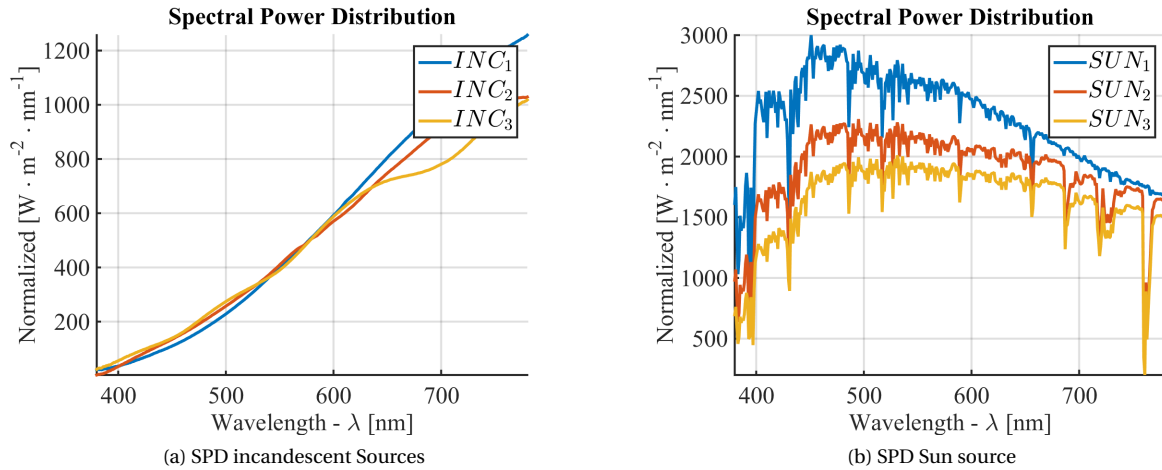 Spectral Power Distribution
Normalized [W · m⁻² · nm⁻¹]
1200
1000
800
600
400
200
INC₁
INC₂
INC₃
400
500
600
700
Wavelength - λ [nm]
(a) SPD incandescent Sources
Spectral Power Distribution
Normalized [W · m⁻² · nm⁻¹]
3000
2500
2000
1500
1000
500
SUN₁
SUN₂
SUN₃
400
500
600
700
Wavelength - λ [nm]
(b) SPD Sun source